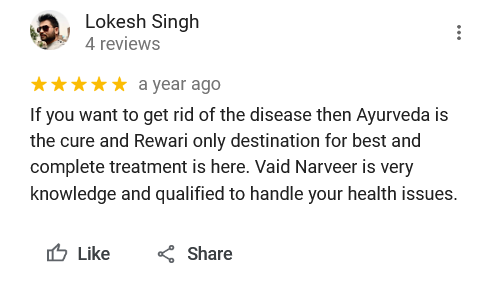 Lokesh Singh
4 reviews
a year ago
If you want to get rid of the disease then Ayurveda is
the cure and Rewari only destination for best and
complete treatment is here. Vaid Narveer is very
knowledge and qualified to handle your health issues.
Like
Share